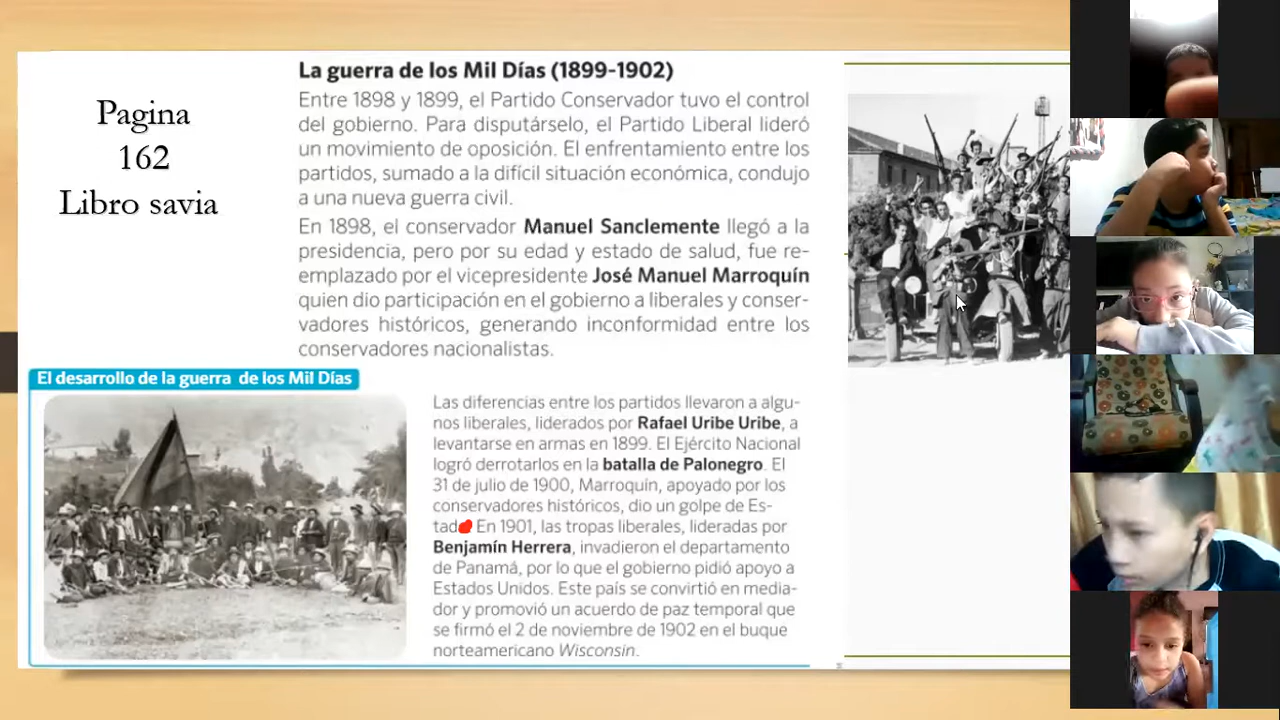 Pagina
162
Libro savia
La guerra de los Mil Días (1899-1902)
Entre 1898 y 1899, el Partido Conservador tuvo el control
del gobierno. Para disputárselo, el Partido Liberal lideró
un movimiento de oposición. El enfrentamiento entre los
partidos, sumado a la difícil situación económica, condujo
a una nueva guerra civil.
En 1898, el conservador Manuel Sanclemente llegó a la
presidencia, pero por su edad y estado de salud, fue re-
emplazado por el vicepresidente José Manuel Marroquín
quien dio participación en el gobierno a liberales y conser-
vadores históricos, generando inconformidad entre los
conservadores nacionalistas.
El desarrollo de la guerra de los Mil Días
Las diferencias entre los partidos llevaron a algu-
nos liberales, liderados por Rafael Uribe Uribe, a
levantarse en armas en 1899. El Ejército Nacional
logró derrotarlos en la batalla de Palonegro. El
31 de julio de 1900, Marroquín, apoyado por los
conservadores históricos, dio un golpe de Es-
tad En 1901, las tropas liberales, lideradas por
Benjamín Herrera, invadieron el departamento
de Panamá, por lo que el gobierno pidió apoyo a
Estados Unidos. Este país se convirtió en media-
dor y promovió un acuerdo de paz temporal que
se firmó el 2 de noviembre de 1902 en el buque
norteamericano Wisconsin.